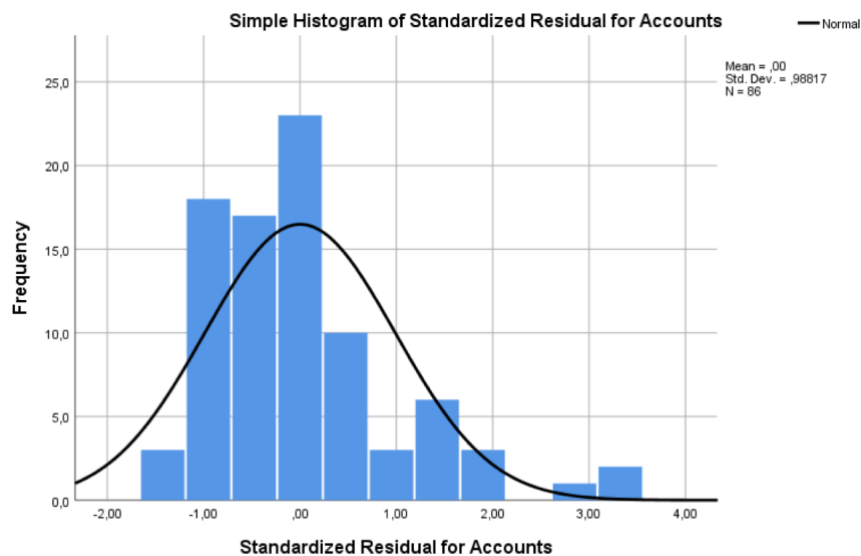 Simple Histogram of Standardized Residual for Accounts
Normal
Mean = ,00
Std. Dev. = ,98817
N = 86
Frequency
25,0
20,0
15,0
10,0
5,0
0,0
-2,00 -1,00 ,00 1,00 2,00 3,00 4,00
Standardized Residual for Accounts